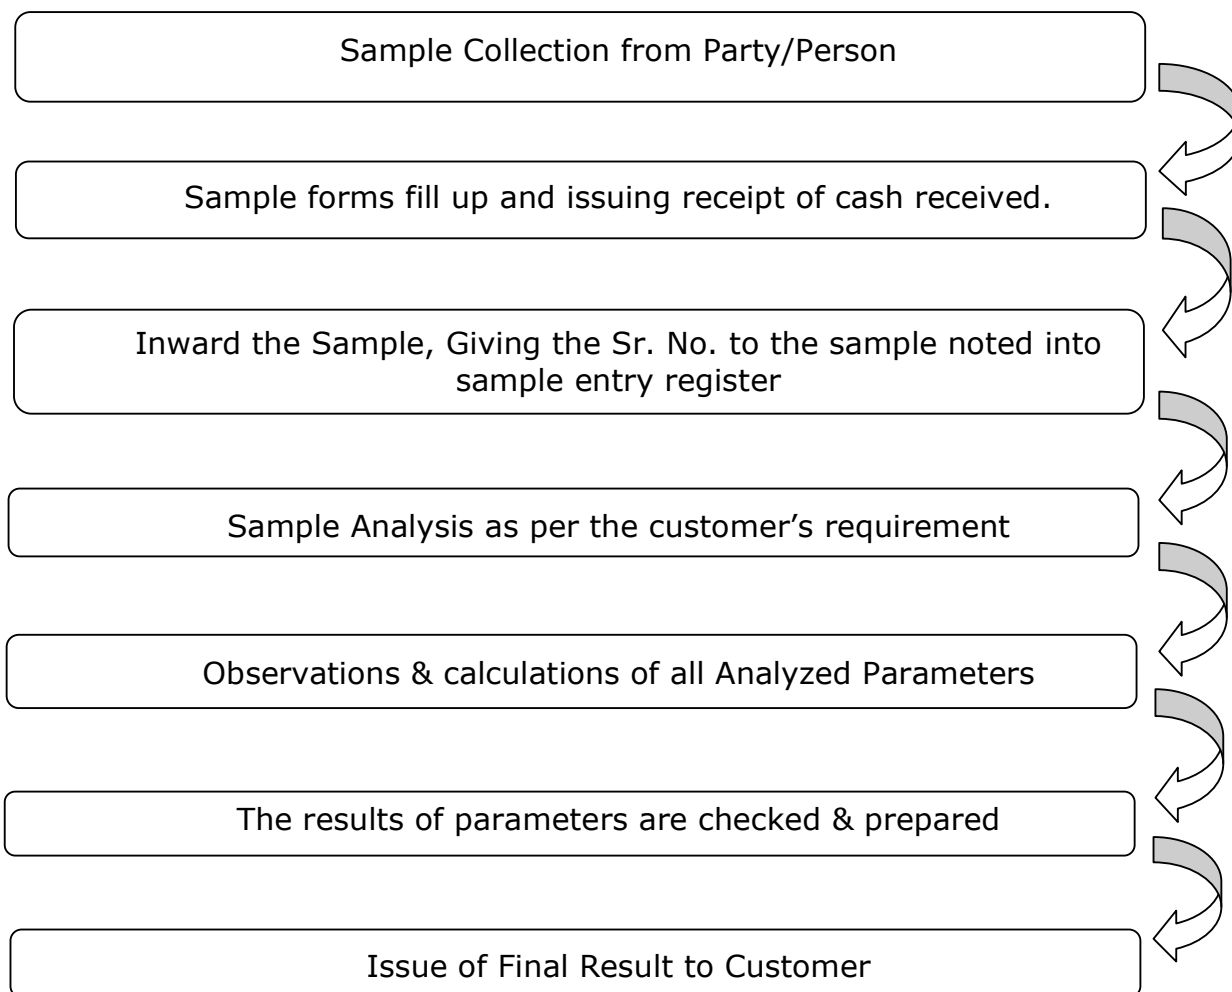 Sample Collection from Party/Person
Sample forms fill up and issuing receipt of cash received.
Inward the Sample, Giving the Sr. No. to the sample noted into
sample entry register
Sample Analysis as per the customer’s requirement
Observations & calculations of all Analyzed Parameters
The results of parameters are checked & prepared
Issue of Final Result to Customer